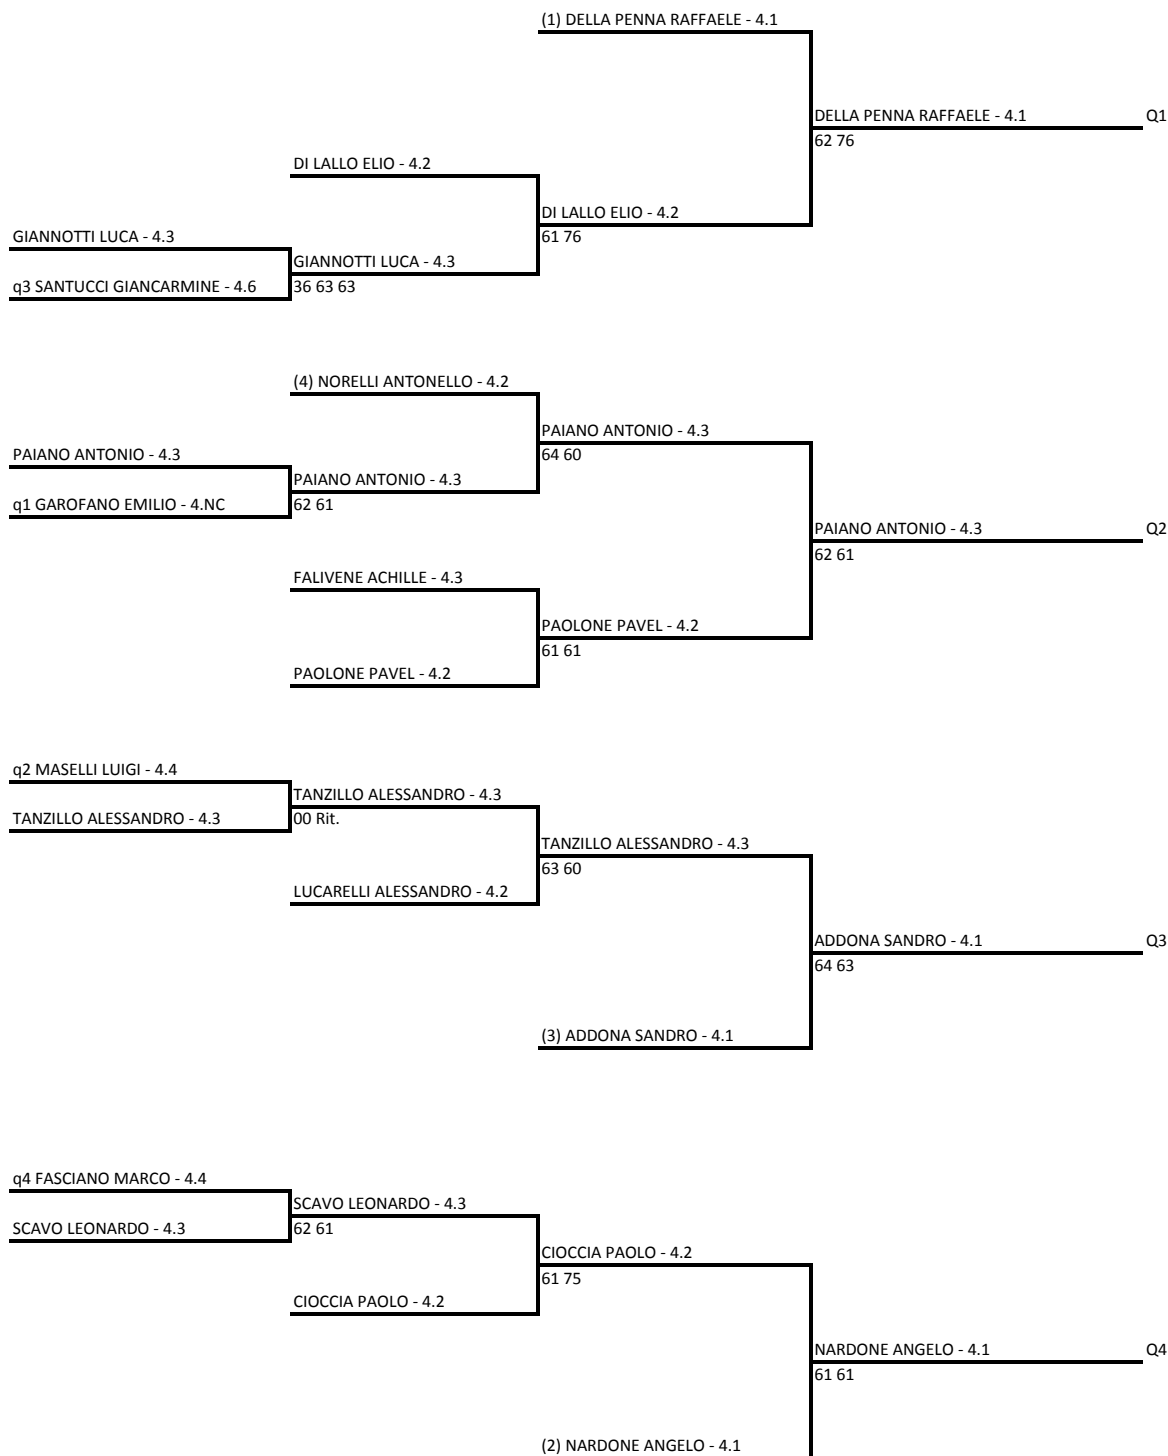 (1) DELLA PENNA RAFFAELE - 4.1
DELLA PENNA RAFFAELE - 4.1 Q1
62 76
DI LALLO ELIO - 4.2
DI LALLO ELIO - 4.2
61 76
GIANNOTTI LUCA - 4.3
GIANNOTTI LUCA - 4.3
q3 SANTUCCI GIANCARMINE - 4.6
36 63 63
(4) NORELLI ANTONELLO - 4.2
PAIANO ANTONIO - 4.3
64 60
PAIANO ANTONIO - 4.3
PAIANO ANTONIO - 4.3
q1 GAROFANO EMILIO - 4.NC
62 61
PAIANO ANTONIO - 4.3 Q2
62 61
FALIVENE ACHILLE - 4.3
PAOLONE PAVEL - 4.2
61 61
PAOLONE PAVEL - 4.2
q2 MASELLI LUIGI - 4.4
TANZILLO ALESSANDRO - 4.3
TANZILLO ALESSANDRO - 4.3
00 Rit.
TANZILLO ALESSANDRO - 4.3
63 60
LUCARELLI ALESSANDRO - 4.2
ADDONA SANDRO - 4.1 Q3
64 63
(3) ADDONA SANDRO - 4.1
q4 FASCIANO MARCO - 4.4
SCAVO LEONARDO - 4.3
SCAVO LEONARDO - 4.3
62 61
CIOCCIA PAOLO - 4.2
61 75
CIOCCIA PAOLO - 4.2
NARDONE ANGELO - 4.1 Q4
61 61
(2) NARDONE ANGELO - 4.1